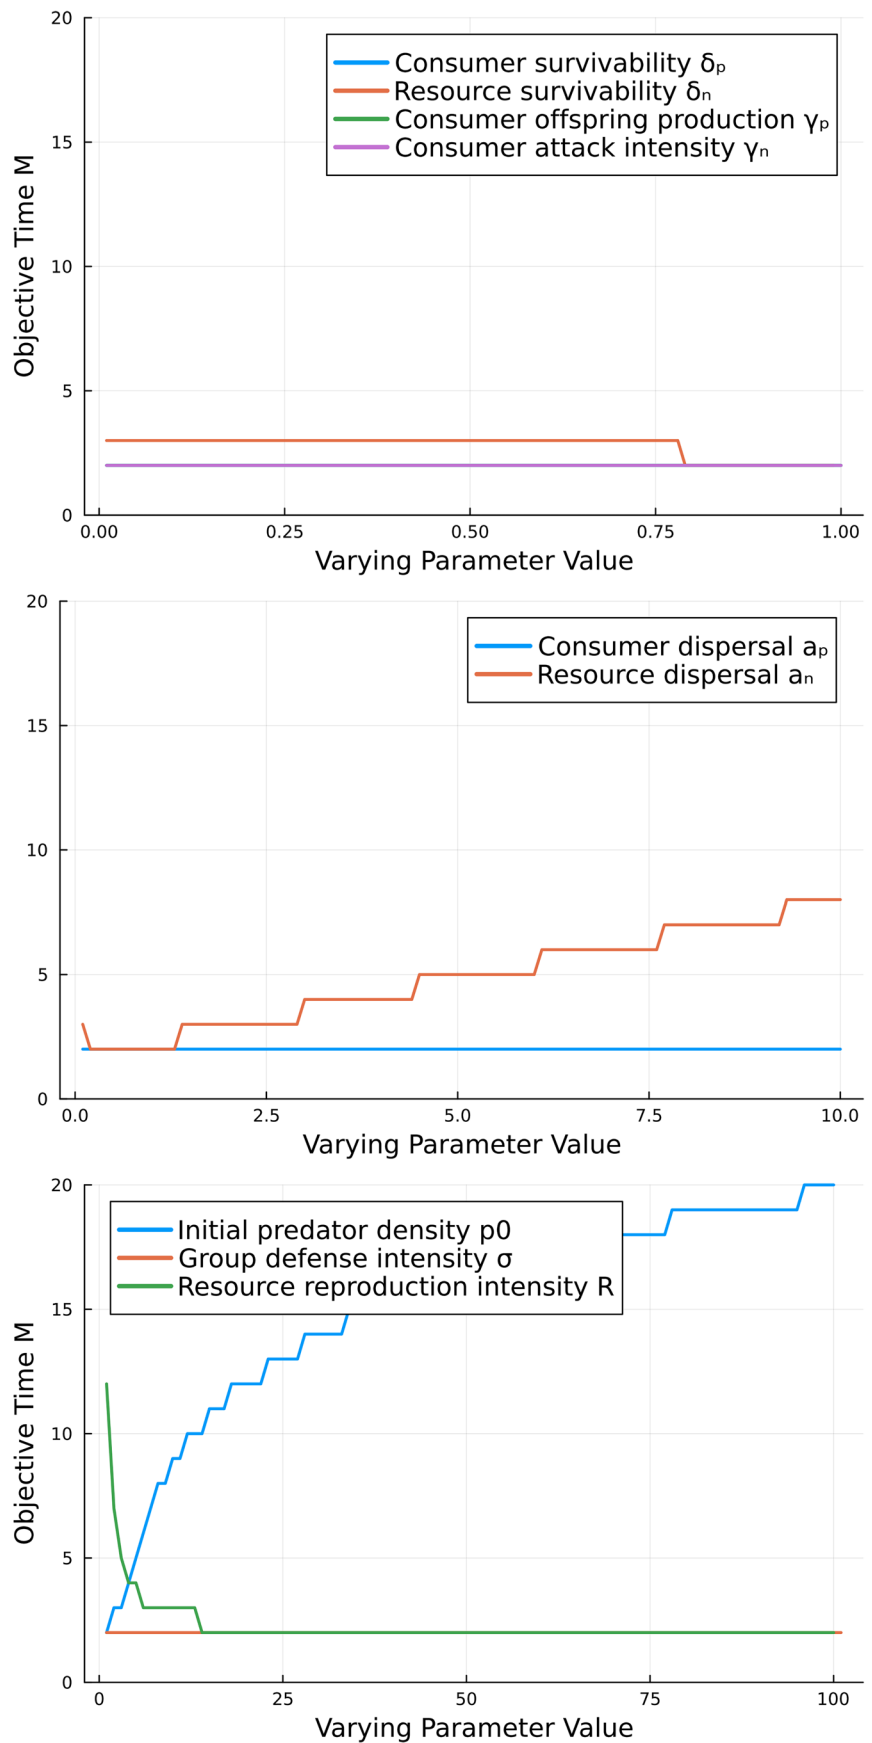 20
Consumer survivability δₚ
Resource survivability δₙ
Consumer offspring production γₚ
Consumer attack intensity γₙ
15
10
5
0
Objective Time M
0.00 0.25 0.50 0.75 1.00
Varying Parameter Value
20
Consumer dispersal aₚ
Resource dispersal aₙ
15
10
5
0
0.0 2.5 5.0 7.5 10.0
Varying Parameter Value
20
Initial predator density p0
Group defense intensity σ
Resource reproduction intensity R
15
10
5
0
Objective Time M
0 25 50 75 100
Varying Parameter Value